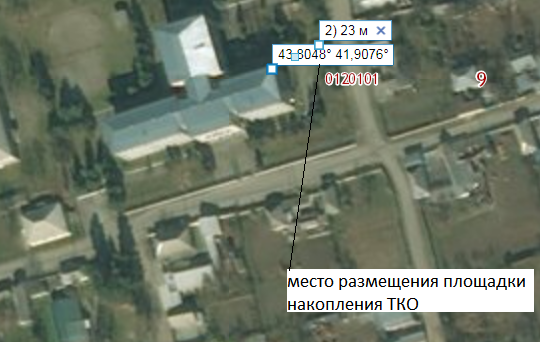 2) 23 м ×
43,8048° 41,9076°
0120101
9
место размещения площадки
накопления ТКО